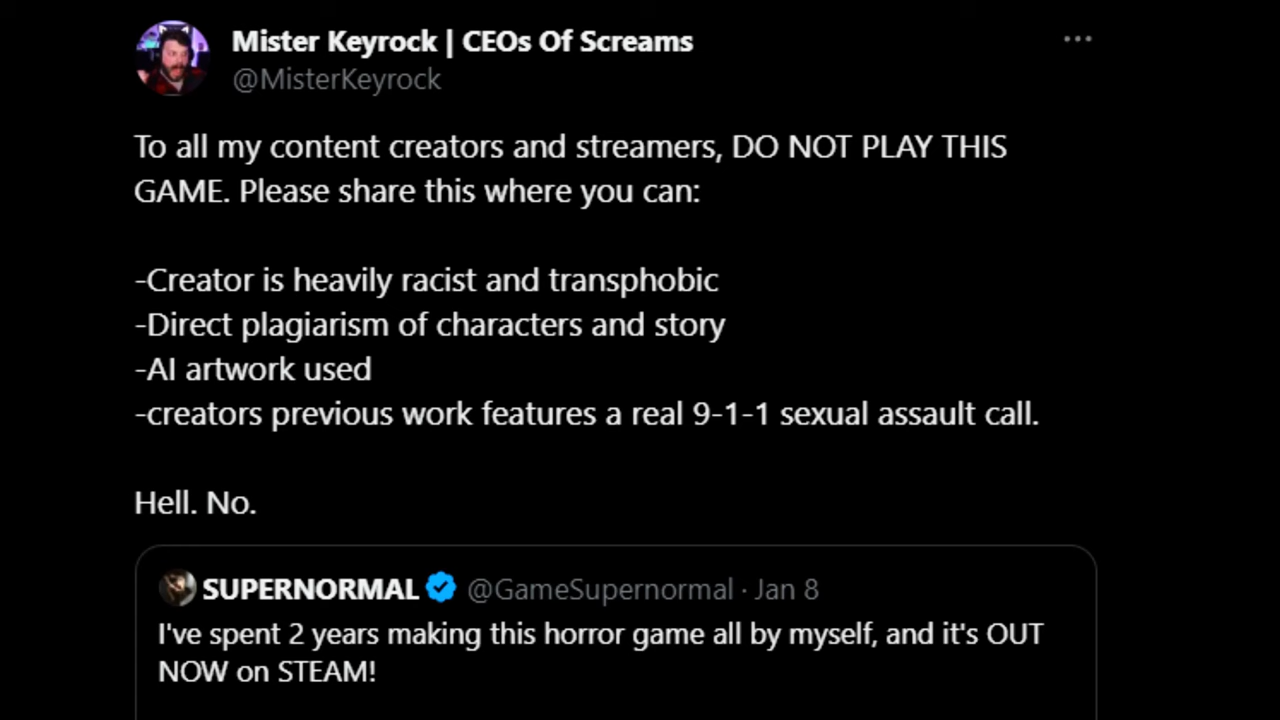 Mister Keyrock | CEOs Of Screams
@MisterKeyrock
To all my content creators and streamers, DO NOT PLAY THIS
GAME. Please share this where you can:
-Creator is heavily racist and transphobic
-Direct plagiarism of characters and story
-AI artwork used
-creators previous work features a real 9-1-1 sexual assault call.
Hell. No.
SUPERNORMAL @GameSupernormal · Jan 8
I've spent 2 years making this horror game all by myself, and it's OUT
NOW on STEAM!